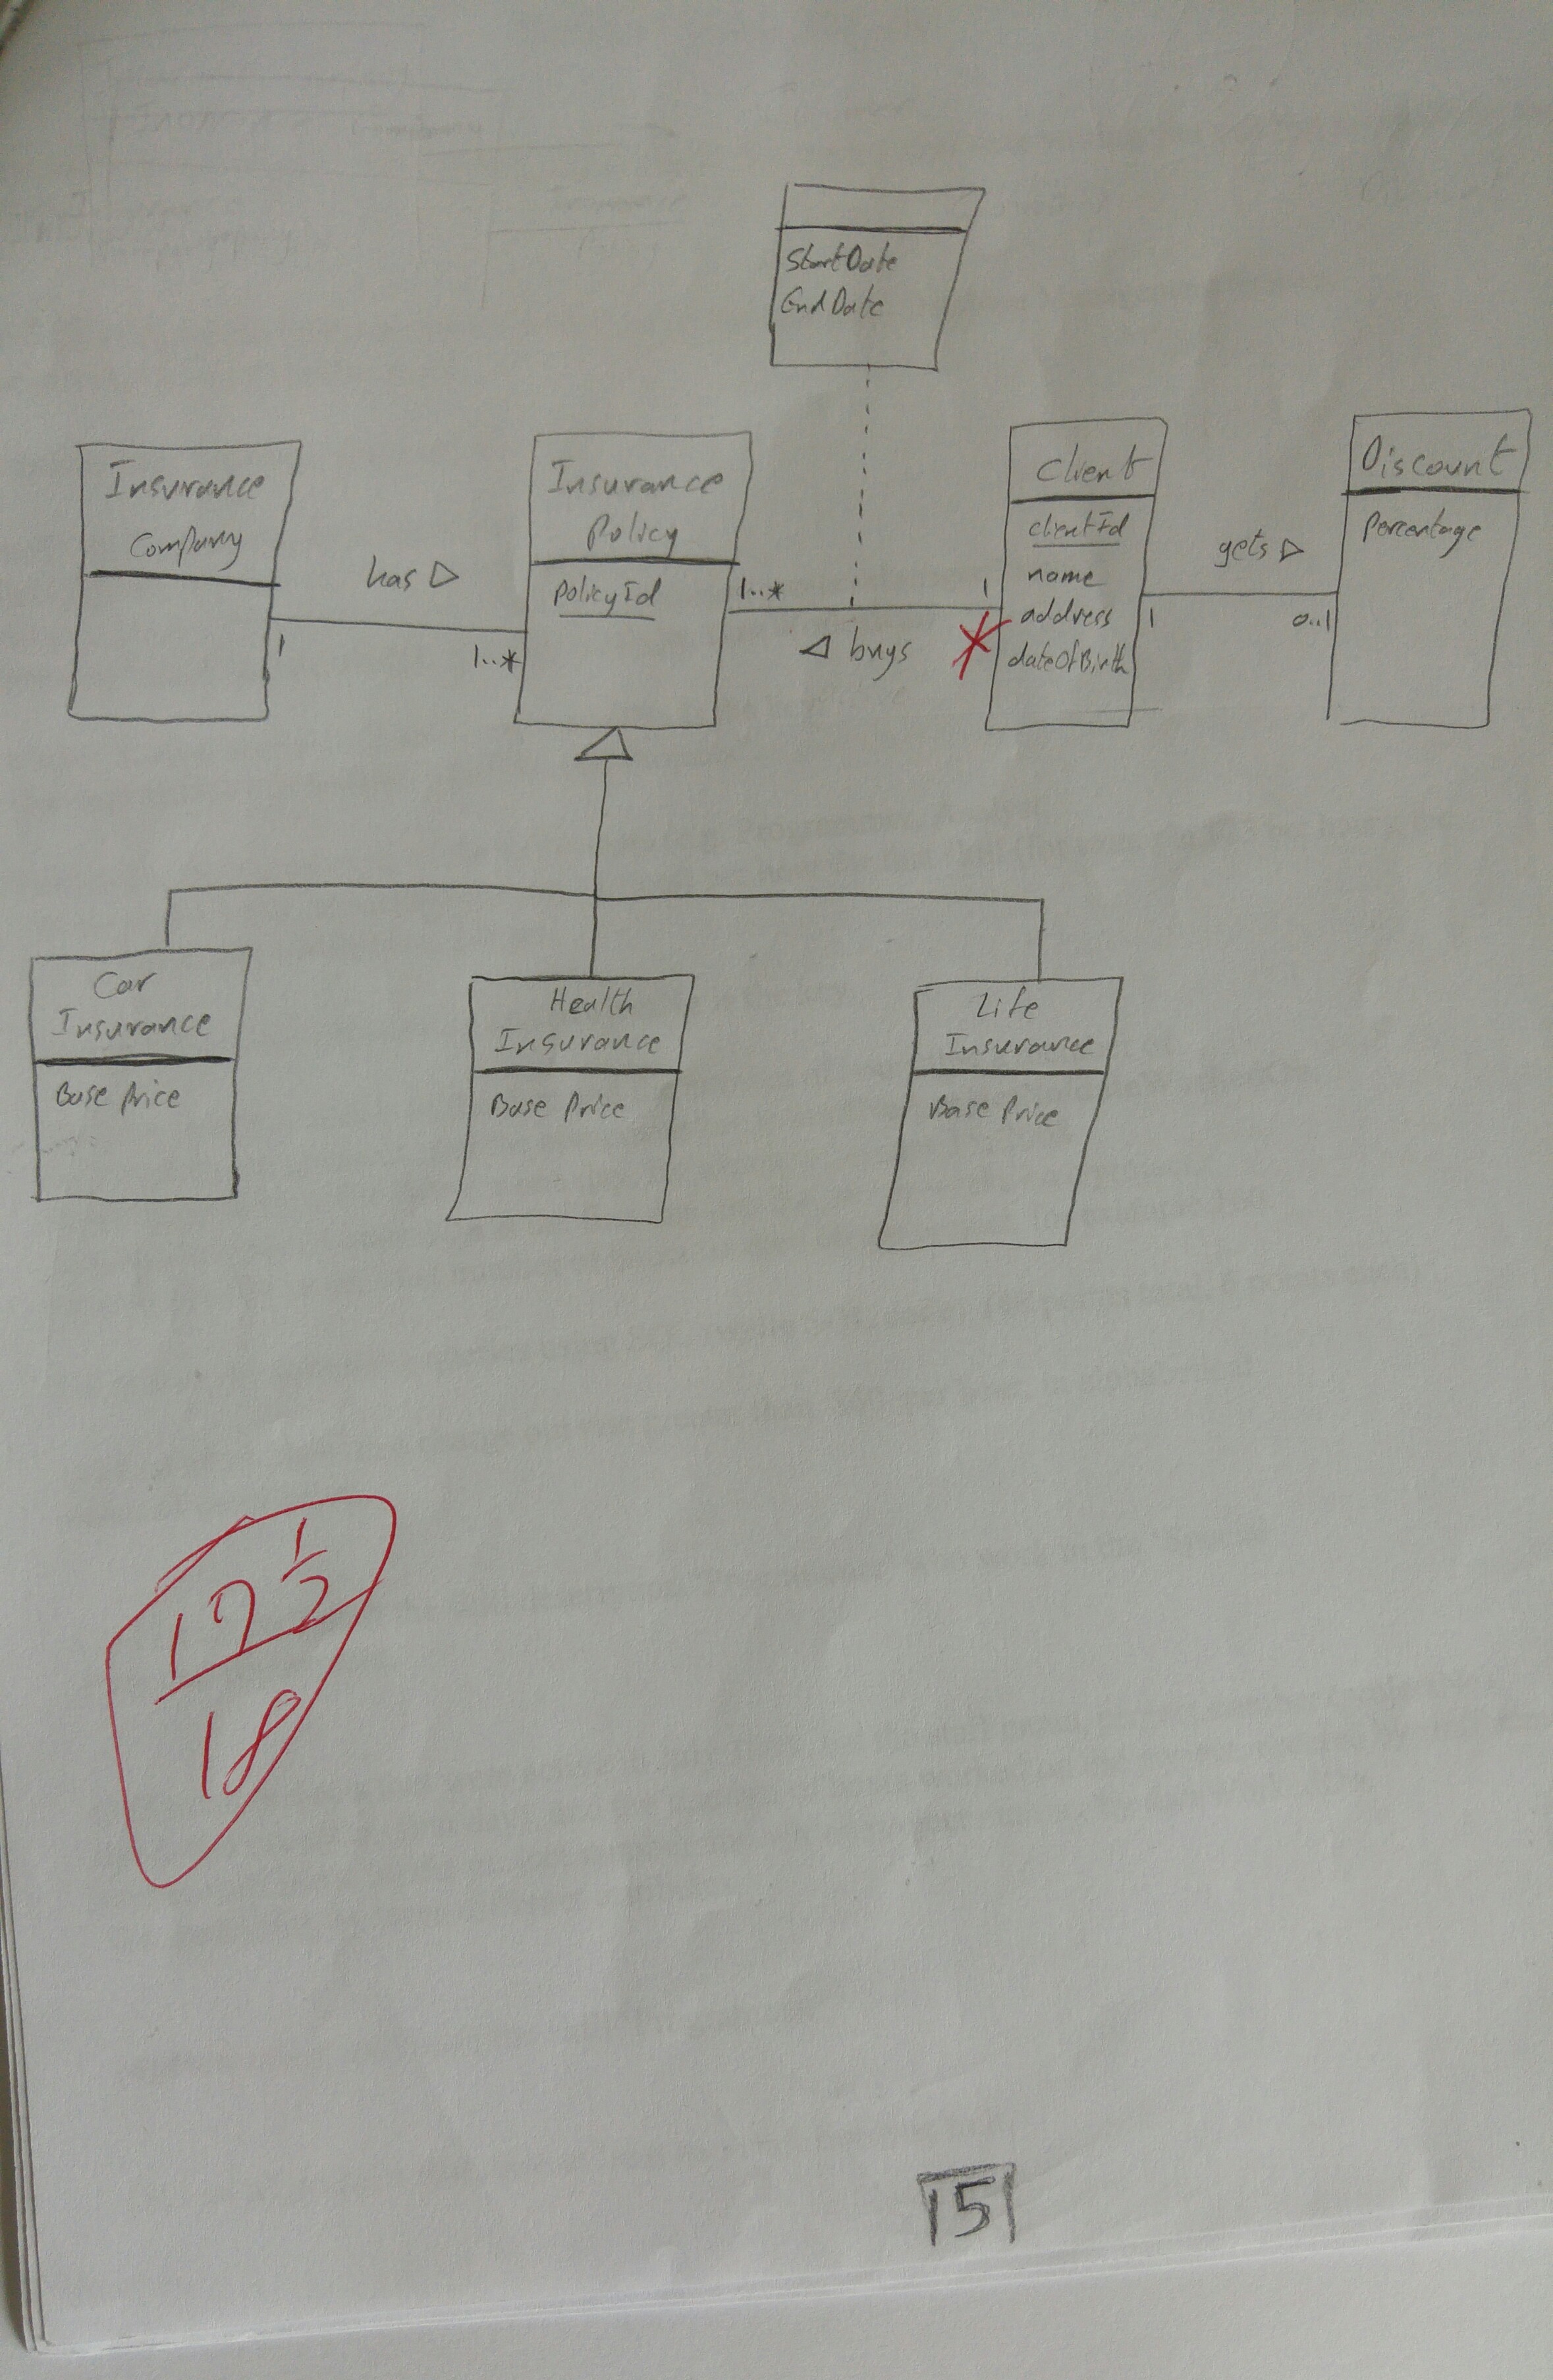 StartDate
EndDate
Insurance
Company
has
1
1..*
Insurance
Policy
PolicyId
1..*
buys
1
*
Client
clientId
name
address
dateOfBirth
1
gets
0..1
Discount
Percentage
Car
Insurance
Base Price
Health
Insurance
Base Price
Life
Insurance
Base Price
17 1/2
18
15